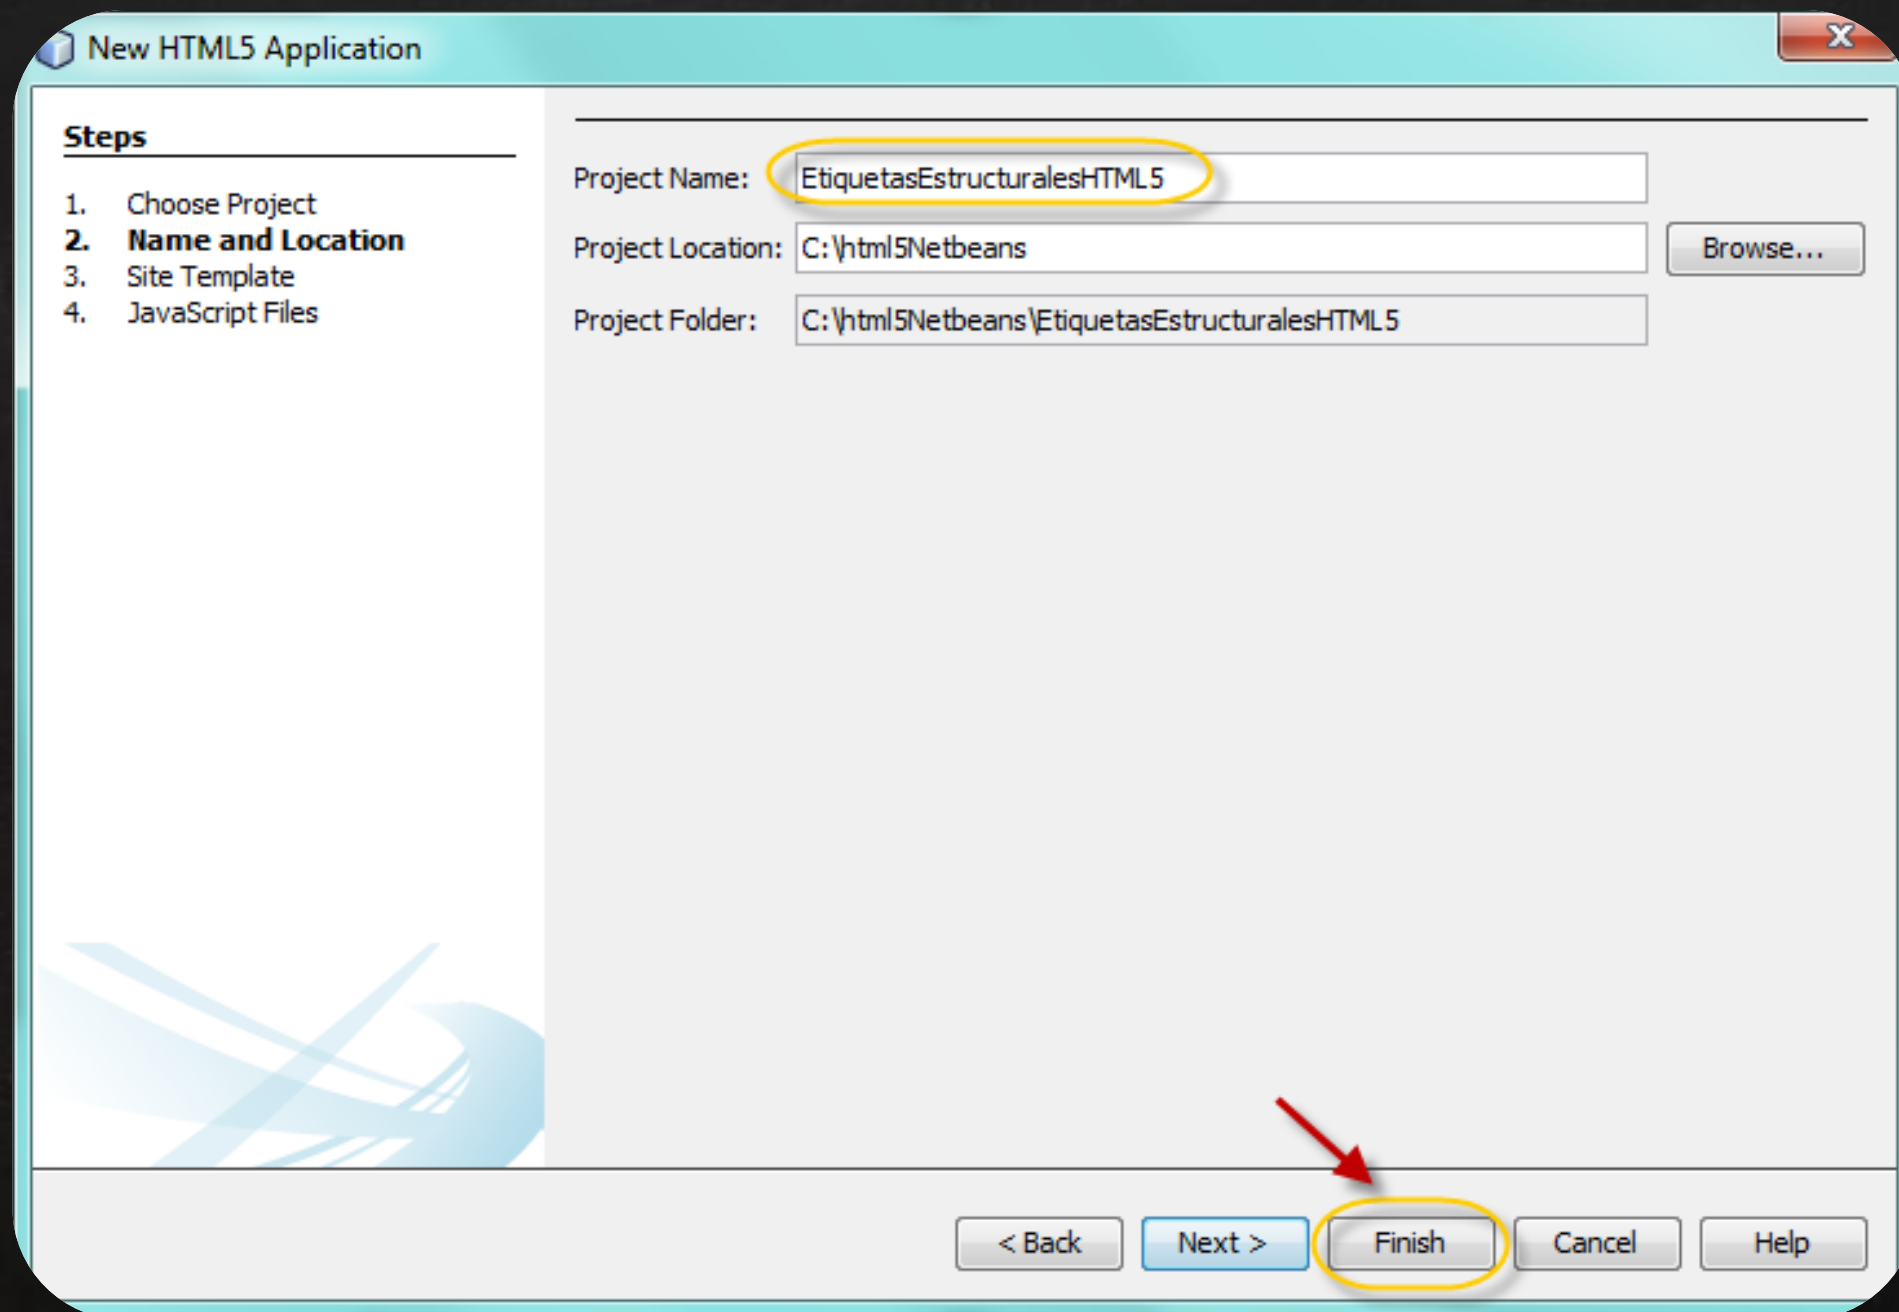 New HTML5 Application
X
Steps
1. Choose Project
2. Name and Location
3. Site Template
4. JavaScript Files
Project Name: EtiquetasEstructuralesHTML5
Project Location: C:\html5Netbeans Browse...
Project Folder: C:\html5Netbeans\EtiquetasEstructuralesHTML5
< Back Next > Finish Cancel Help